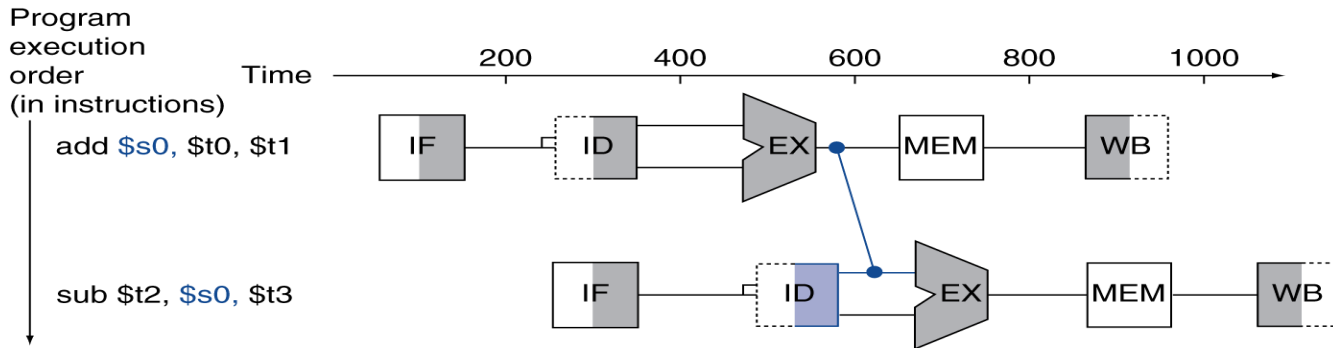 Program
execution
order Time 200 400 600 800 1000
(in instructions)
add $s0, $t0, $t1 IF ID EX MEM WB
sub $t2, $s0, $t3 IF ID EX MEM WB